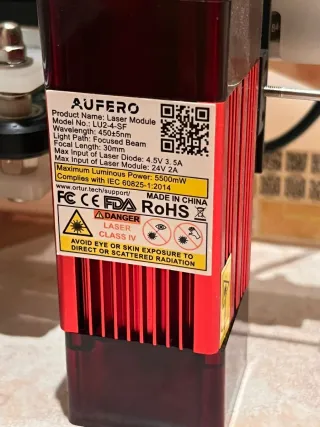 AUFERO
Product Name: Laser Module
Model No.: LU2-4-SF
Wavelength: 450±5nm
Light Path: Focused Beam
Focal Length: 30mm
Max Input of Laser Diode: 4.5V 3.5A
Max Input of Laser Module: 24V 2A
Maximum Luminous Power: 5500mW
Complies with IEC 60825-1:2014
www.ortur.tech/support/
MADE IN CHINA
FC CE FDA RoHS
DANGER
LASER
CLASS IV
AVOID EYE OR SKIN EXPOSURE TO
DIRECT OR SCATTERED RADIATION